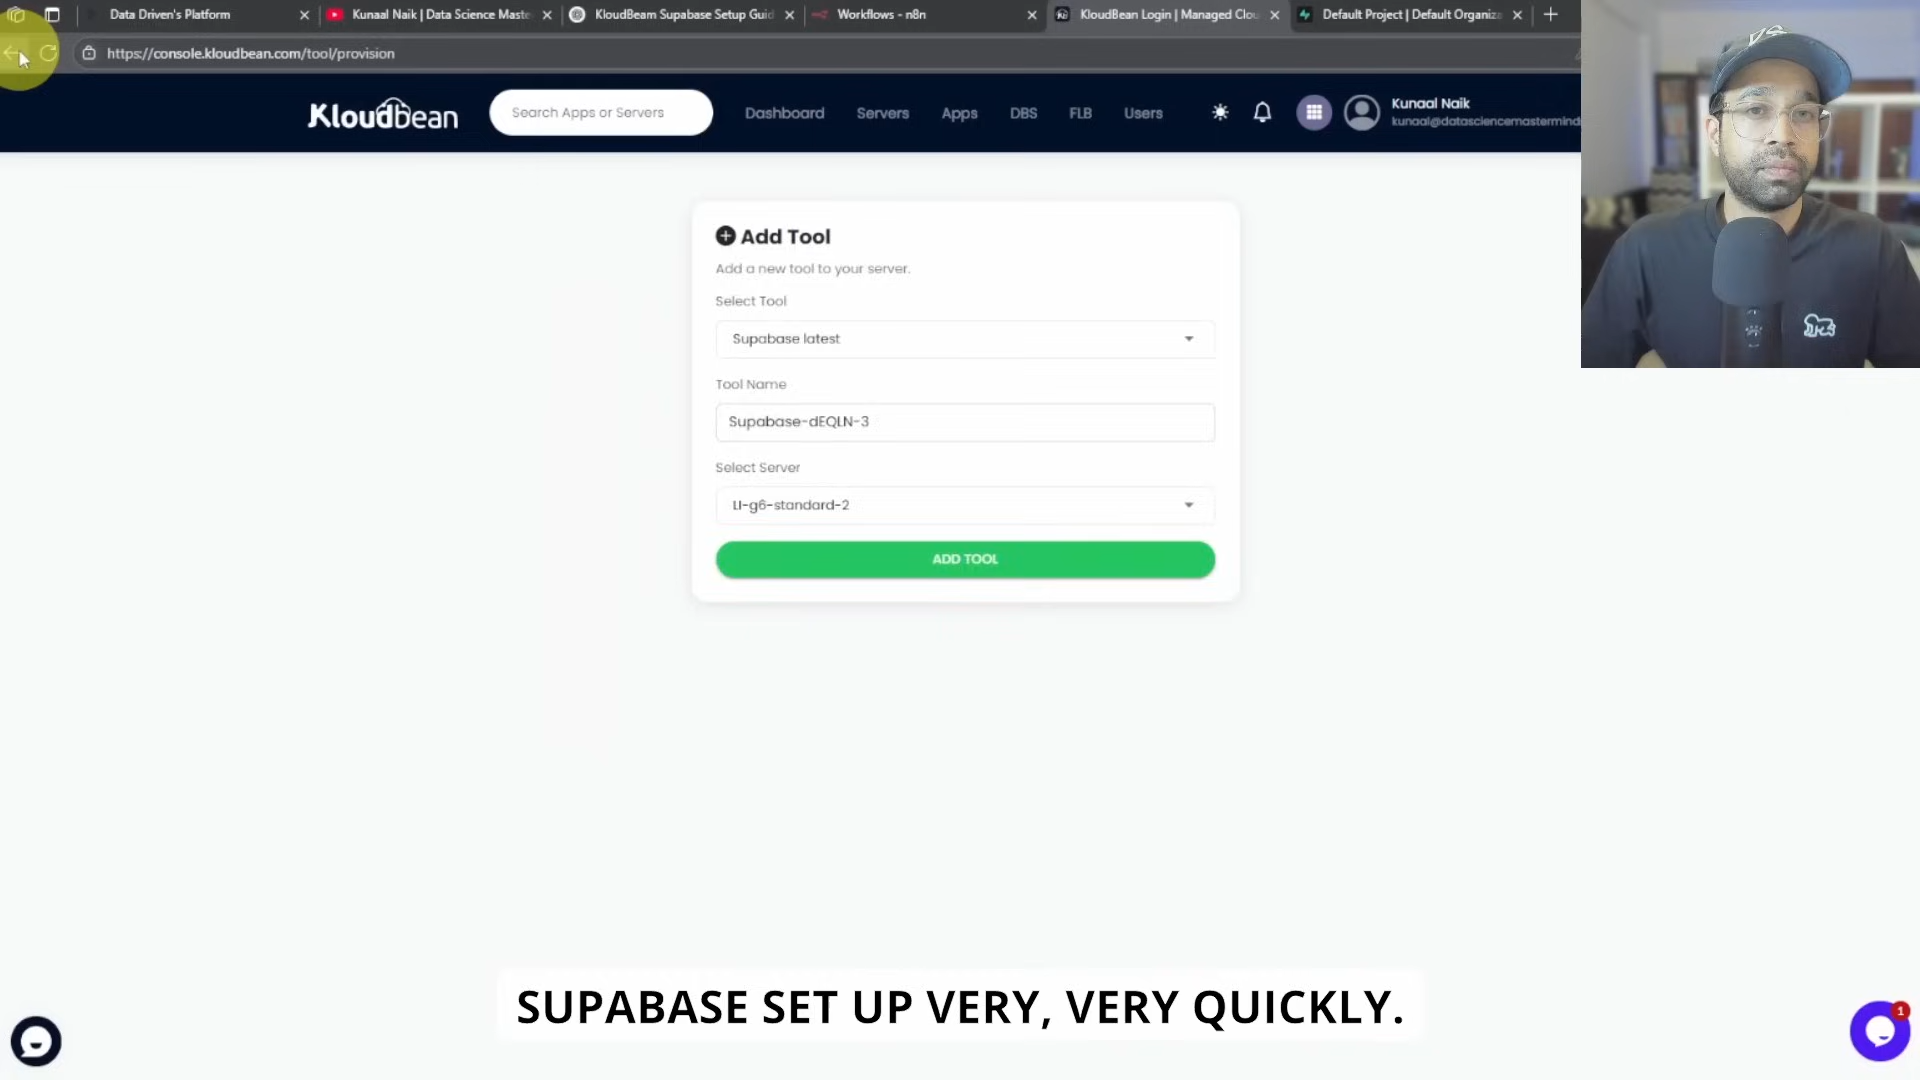 Data Driven's Platform
Kunaal Naik | Data Science Maste
KloudBeam Supabase Setup Guid
Workflows - n8n
KloudBean Login | Managed Clou
Default Project | Default Organiza
https://console.kloudbean.com/tool/provision
Kloudbean
Search Apps or Servers
Dashboard
Servers
Apps
DBS
FLB
Users
Kunaal Naik
kunaal@datasciencemastermind
Add Tool
Add a new tool to your server.
Select Tool
Supabase latest
Tool Name
Supabase-dEQLN-3
Select Server
LI-g6-standard-2
ADD TOOL
SUPABASE SET UP VERY, VERY QUICKLY.
1